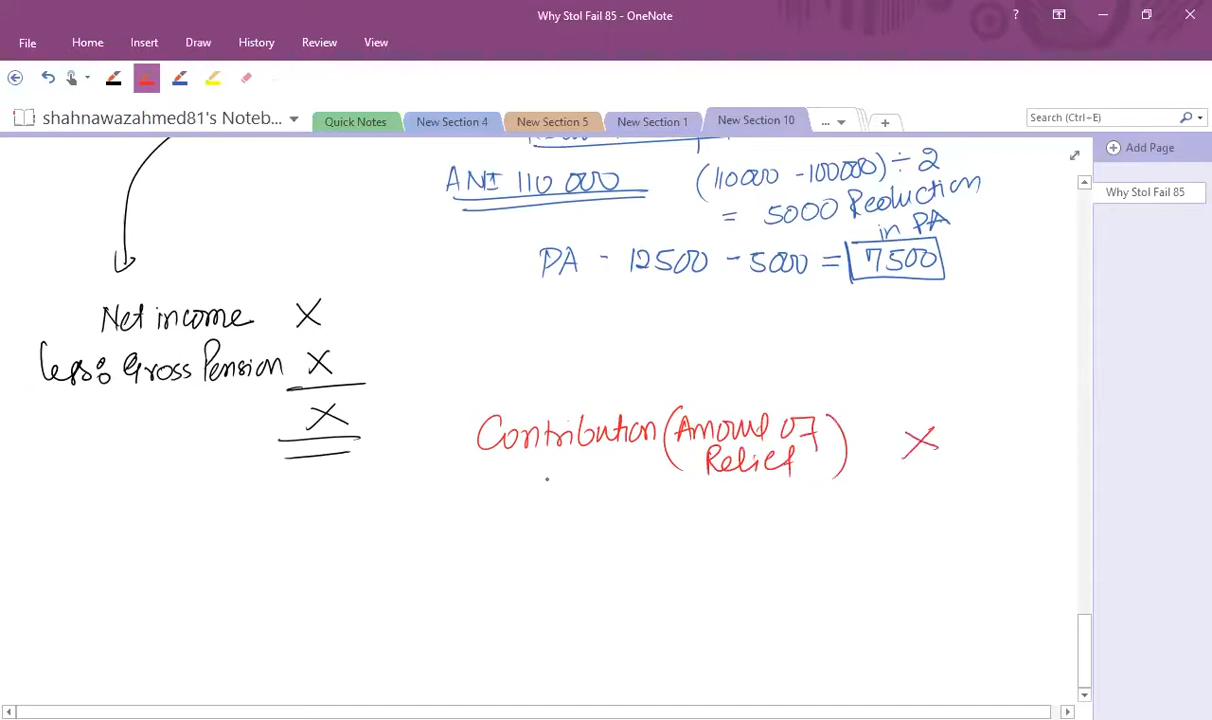 Why Stol Fail 85 - OneNote
?
File Home Insert Draw History Review View
shahnawazahmed81's Noteb...
Quick Notes
New Section 4
New Section 5
New Section 1
New Section 10
...
Search (Ctrl+E)
Add Page
Why Stol Fail 85
ANI 110 000
(110000 - 100000) ÷ 2
= 5000 Reduction
in PA
PA - 12500 - 5000 = 7500
Net income X
less: Gross Pension X
X
Contribution (Amount of
Relief) X